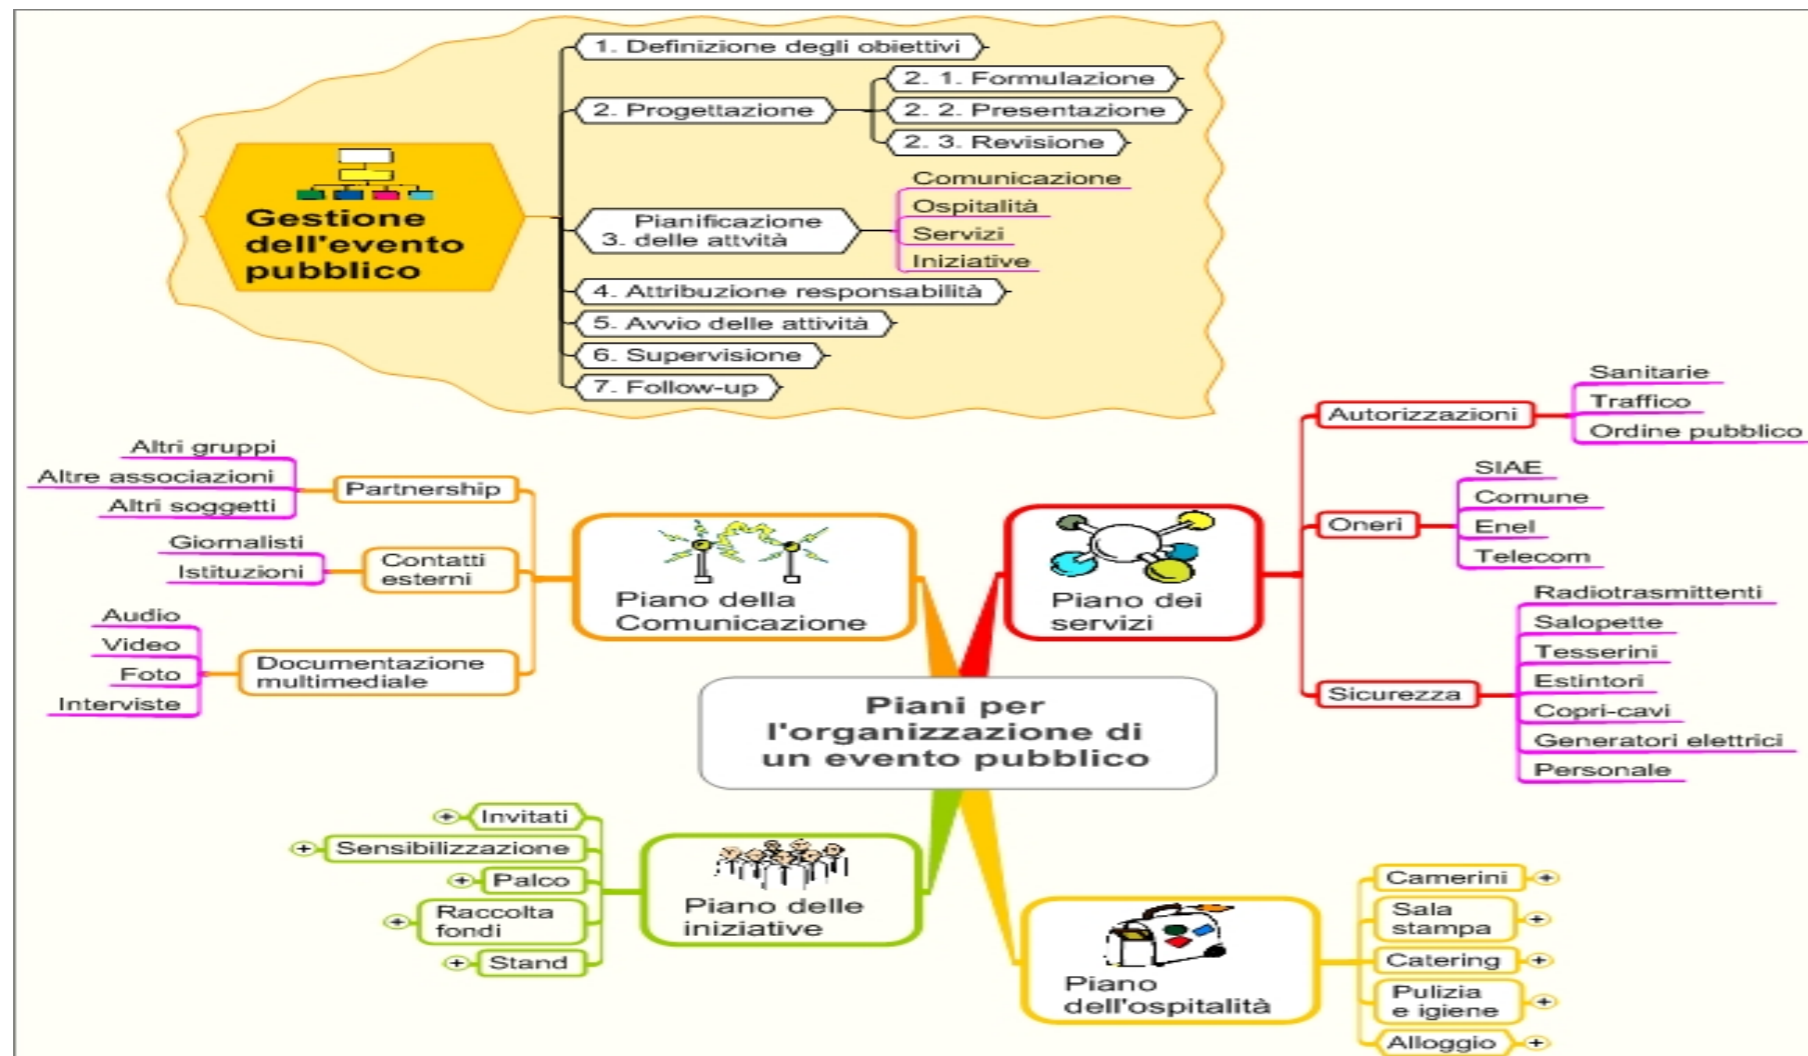 Gestione
dell'evento
pubblico
1. Definizione degli obiettivi
2. Progettazione
2. 1. Formulazione
2. 2. Presentazione
2. 3. Revisione
3. Pianificazione
delle attvità
Comunicazione
Ospitalità
Servizi
Iniziative
4. Attribuzione responsabilità
5. Avvio delle attività
6. Supervisione
7. Follow-up
Piani per
l'organizzazione di
un evento pubblico
Piano della
Comunicazione
Partnership
Altri gruppi
Altre associazioni
Altri soggetti
Contatti
esterni
Giornalisti
Istituzioni
Documentazione
multimediale
Audio
Video
Foto
Interviste
Piano dei
servizi
Autorizzazioni
Sanitarie
Traffico
Ordine pubblico
Oneri
SIAE
Comune
Enel
Telecom
Sicurezza
Radiotrasmittenti
Salopette
Tesserini
Estintori
Copri-cavi
Generatori elettrici
Personale
Piano delle
iniziative
Invitati
Sensibilizzazione
Palco
Raccolta
fondi
Stand
Piano
dell'ospitalità
Camerini
Sala
stampa
Catering
Pulizia
e igiene
Alloggio